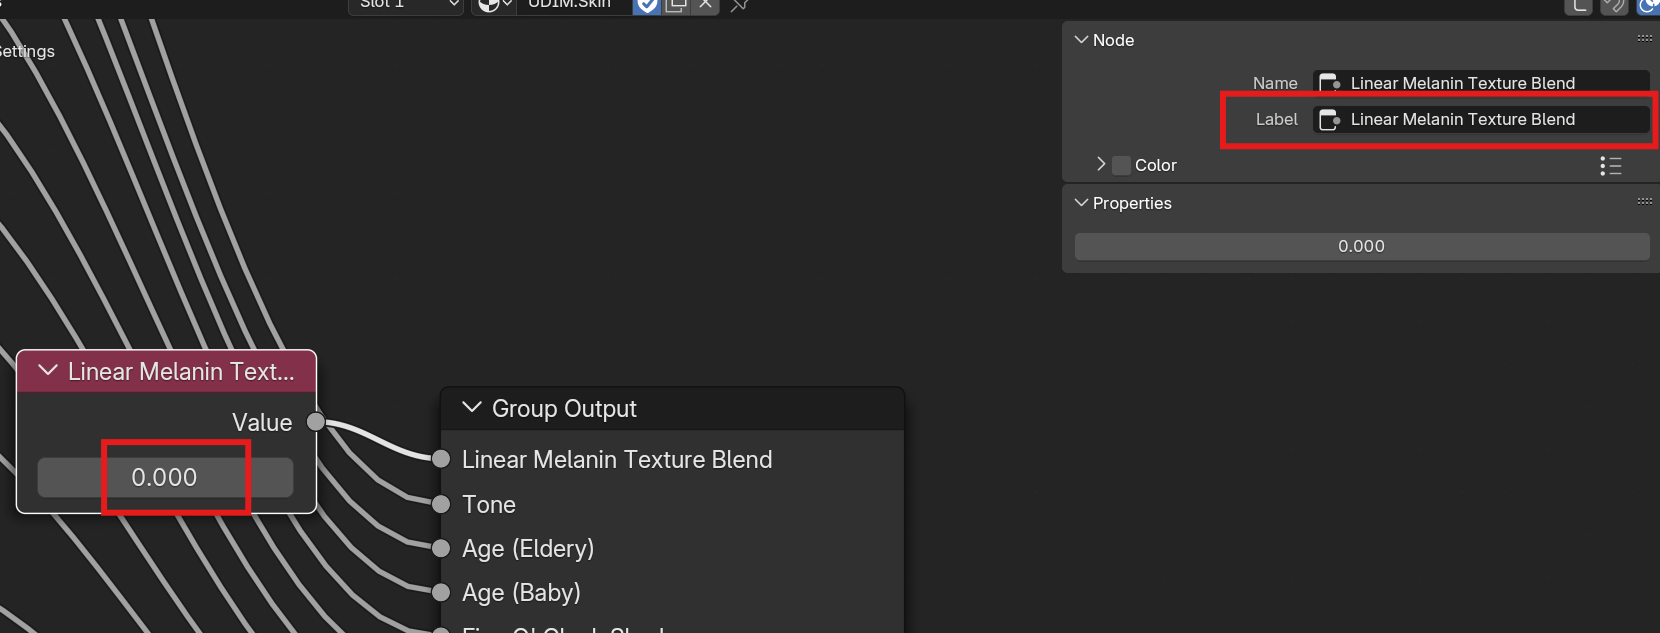 Slot 1
UDIM.Skin
Settings
Node
Name Linear Melanin Texture Blend
Label Linear Melanin Texture Blend
Color
Properties
0.000
Linear Melanin Text...
Value
0.000
Group Output
Linear Melanin Texture Blend
Tone
Age (Eldery)
Age (Baby)